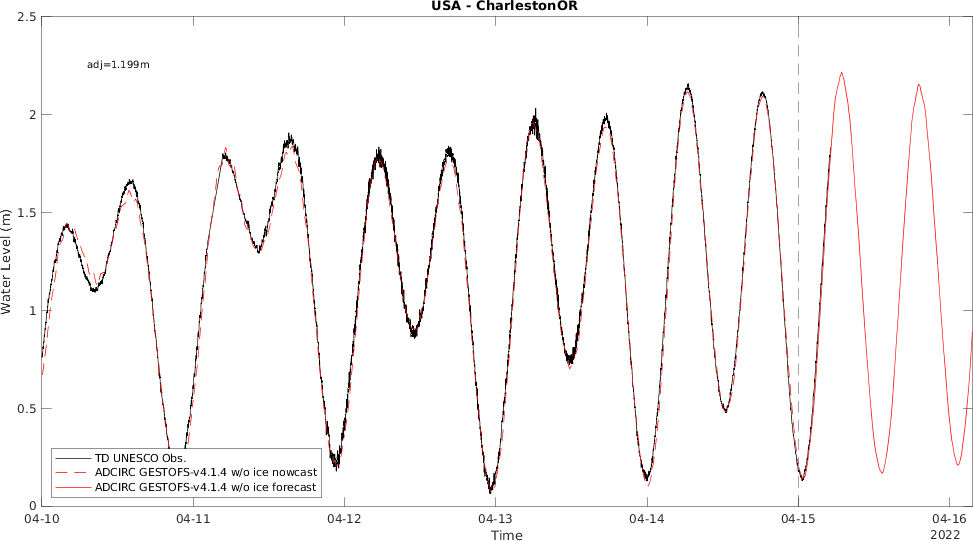 USA - CharlestonOR
adj=1.199m
Water Level (m)
2.5
2
1.5
1
0.5
0
TD UNESCO Obs.
ADCIRC GESTOFS-v4.1.4 w/o ice nowcast
ADCIRC GESTOFS-v4.1.4 w/o ice forecast
04-10 04-11 04-12 04-13 04-14 04-15 04-16
Time
2022